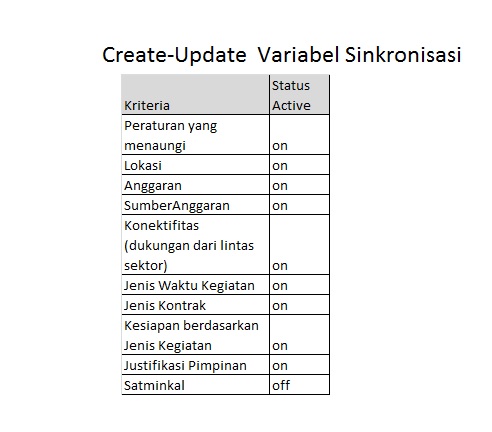 Create-Update  Variabel Sinkronisasi
Status
Kriteria Active
Peraturan yang
menaungi on
Lokasi on
Anggaran on
SumberAnggaran on
Konektifitas
(dukungan dari lintas
sektor) on
Jenis Waktu Kegiatan on
Jenis Kontrak on
Kesiapan berdasarkan
Jenis Kegiatan on
Justifikasi Pimpinan on
Satminkal off